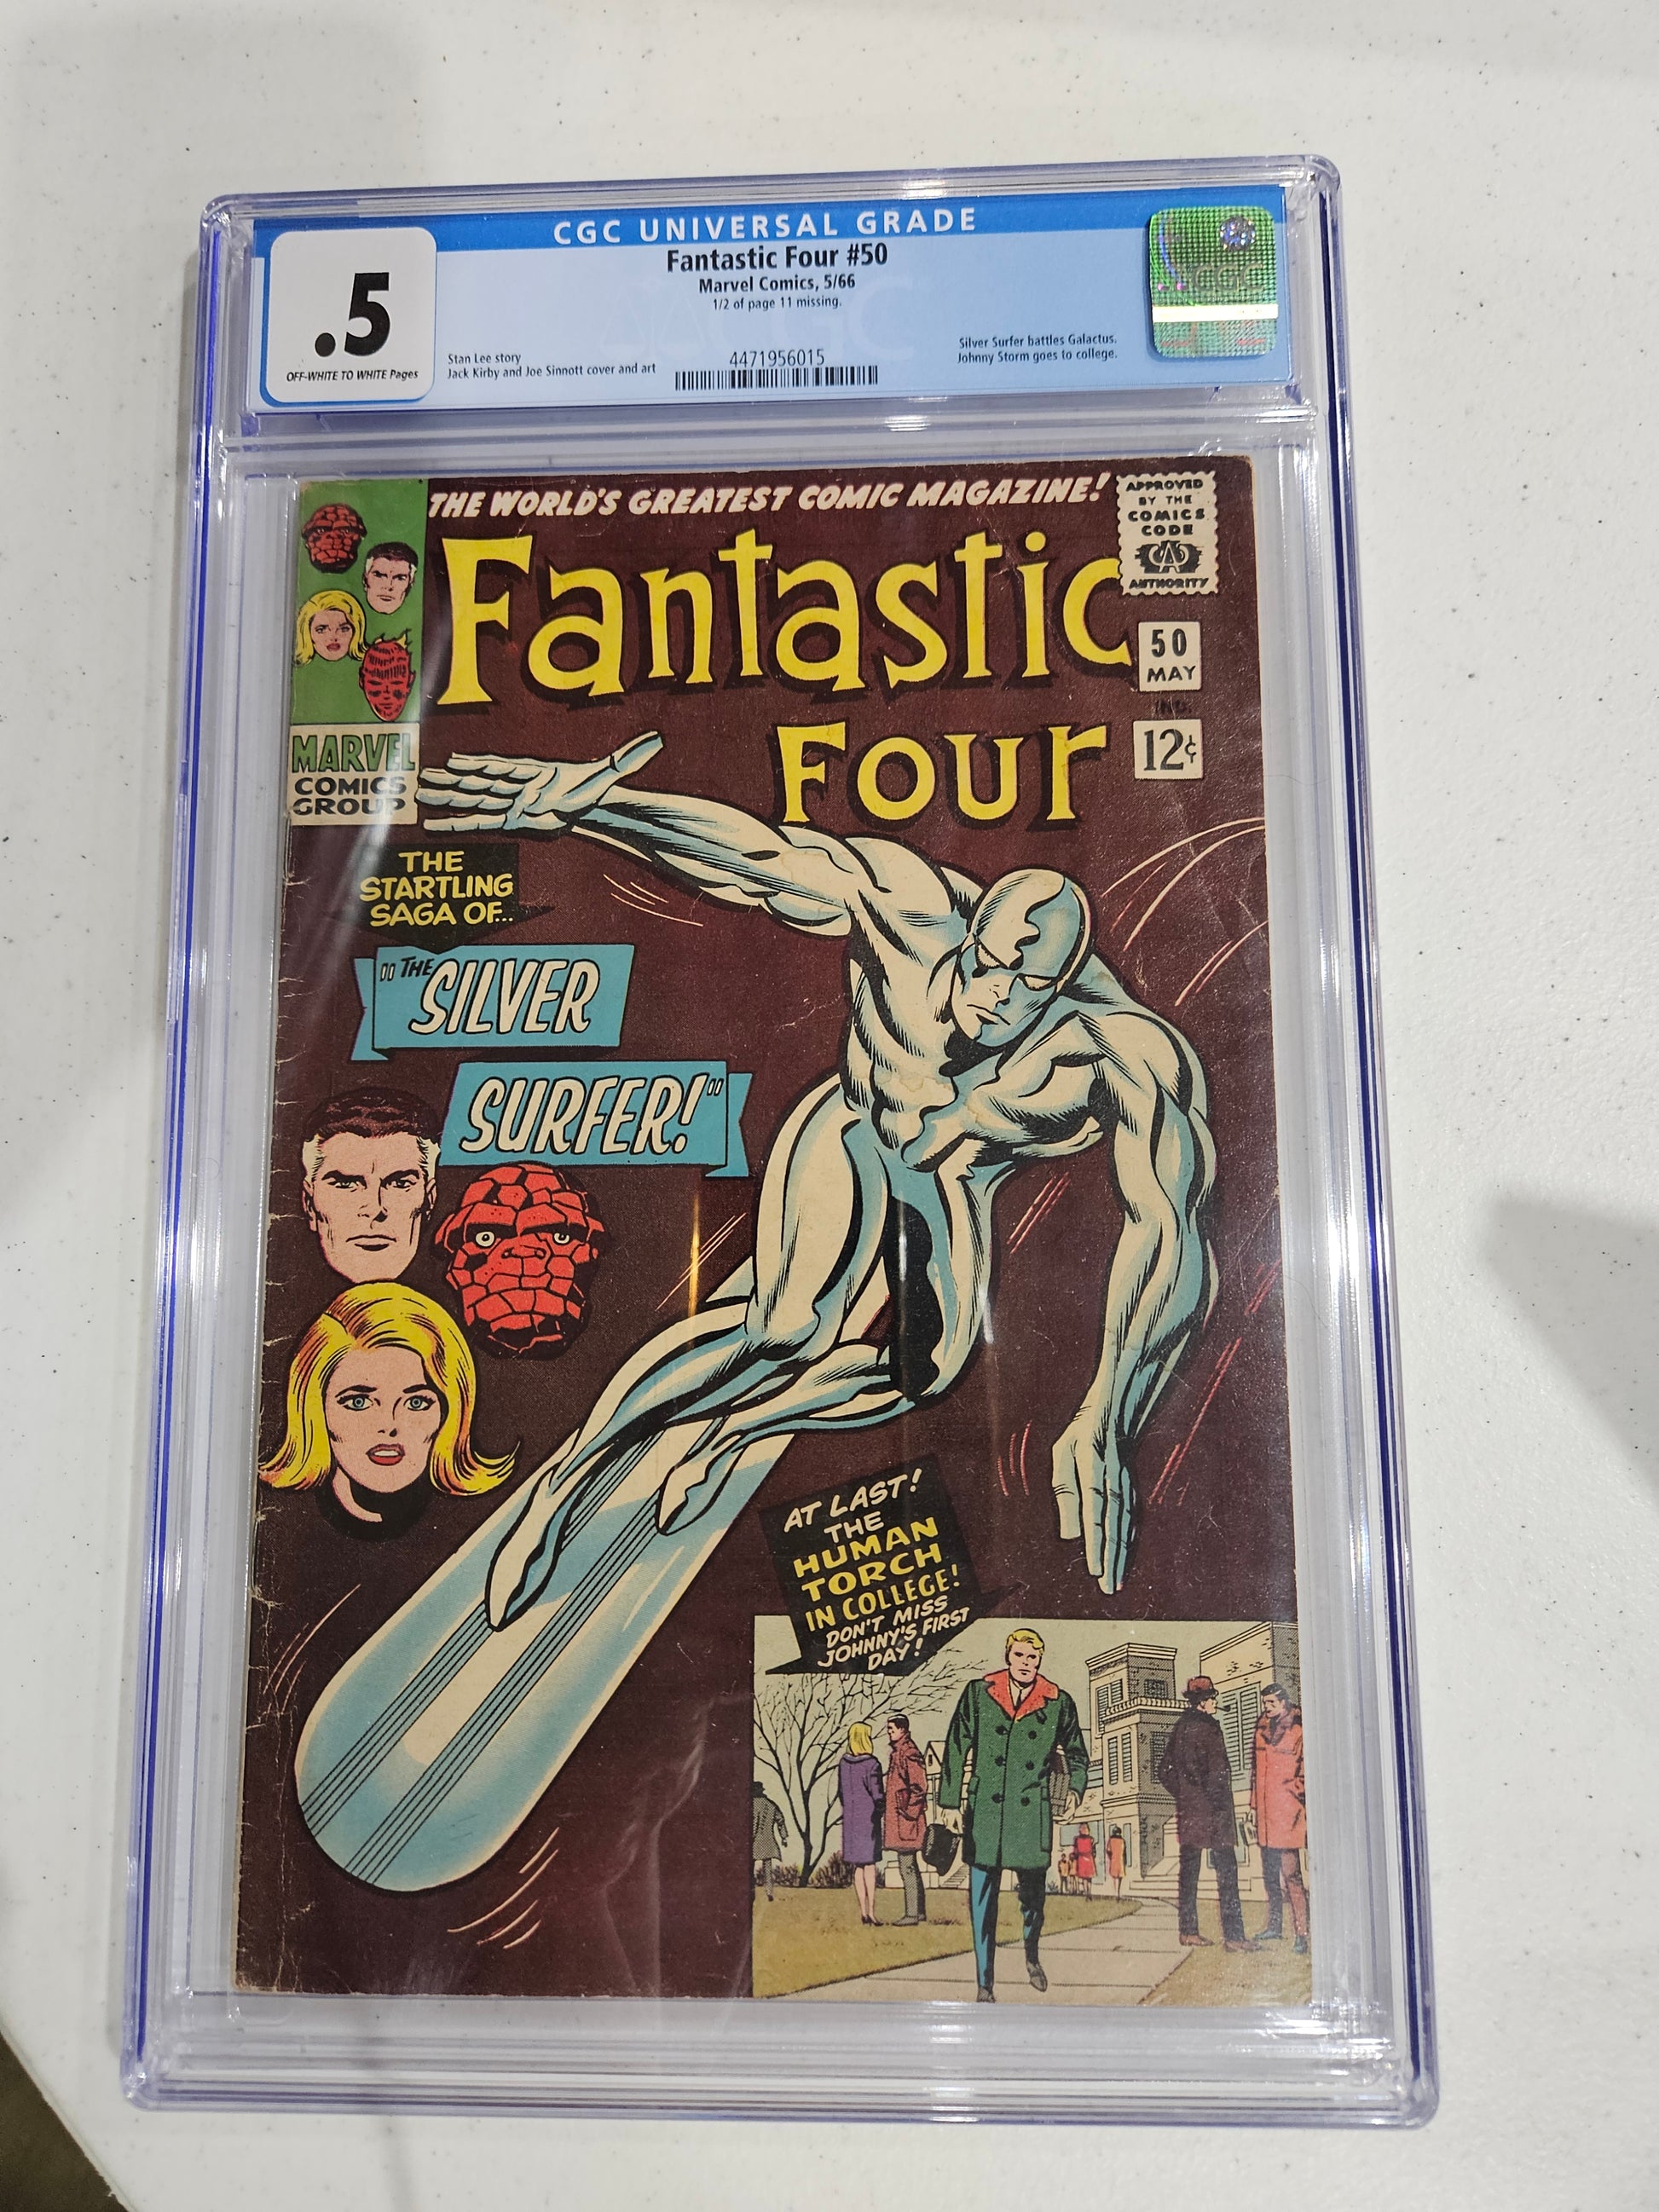 CGC UNIVERSAL GRADE
.5
OFF-WHITE TO WHITE Pages
Fantastic Four #50
Marvel Comics, 5/66
1/2 of page 11 missing.
Stan Lee story
Jack Kirby and Joe Sinnott cover and art
4471956015
Silver Surfer battles Galactus.
Johnny Storm goes to college.
CGC
THE WORLD'S GREATEST COMIC MAGAZINE!
APPROVED
BY THE
COMICS
CODE
CA
AUTHORITY
Fantastic
Four
50
MAY
IND.
12¢
MARVEL
COMICS
GROUP
THE
STARTLING
SAGA OF...
"THE SILVER
SURFER!"
AT LAST!
THE
HUMAN
TORCH
IN COLLEGE!
DON'T MISS
JOHNNY'S FIRST
DAY!